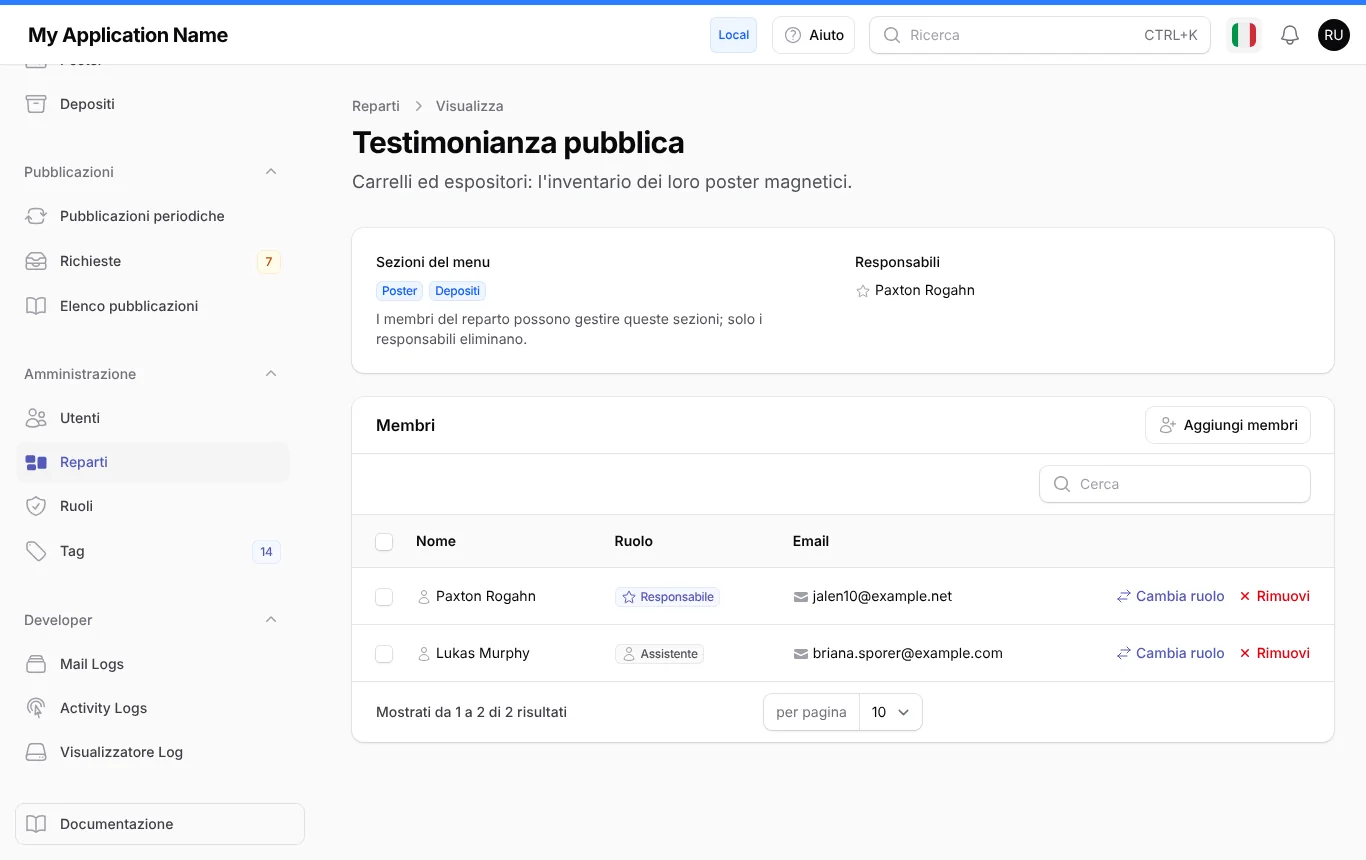 My Application Name
Local
Aiuto
Ricerca
CTRL+K
RU
Poster
Depositi
Pubblicazioni
Pubblicazioni periodiche
Richieste
7
Elenco pubblicazioni
Amministrazione
Utenti
Reparti
Ruoli
Tag
14
Developer
Mail Logs
Activity Logs
Visualizzatore Log
Documentazione
Reparti
Visualizza
Testimonianza pubblica
Carrelli ed espositori: l'inventario dei loro poster magnetici.
Sezioni del menu
Poster
Depositi
I membri del reparto possono gestire queste sezioni; solo i
responsabili eliminano.
Responsabili
Paxton Rogahn
Membri
Aggiungi membri
Cerca
Nome
Ruolo
Email
Paxton Rogahn
Responsabile
jalen10@example.net
Cambia ruolo
Rimuovi
Lukas Murphy
Assistente
briana.sporer@example.com
Cambia ruolo
Rimuovi
Mostrati da 1 a 2 di 2 risultati
per pagina
10